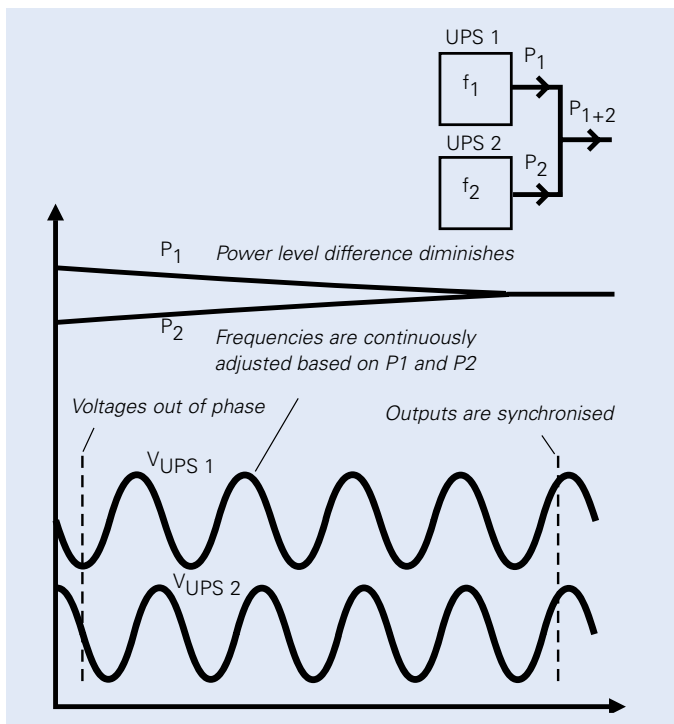 UPS 1
P1
f1
P1+2
UPS 2
P2
f2
P1
Power level difference diminishes
P2
Frequencies are continuously
adjusted based on P1 and P2
Voltages out of phase
Outputs are synchronised
VUPS 1
VUPS 2